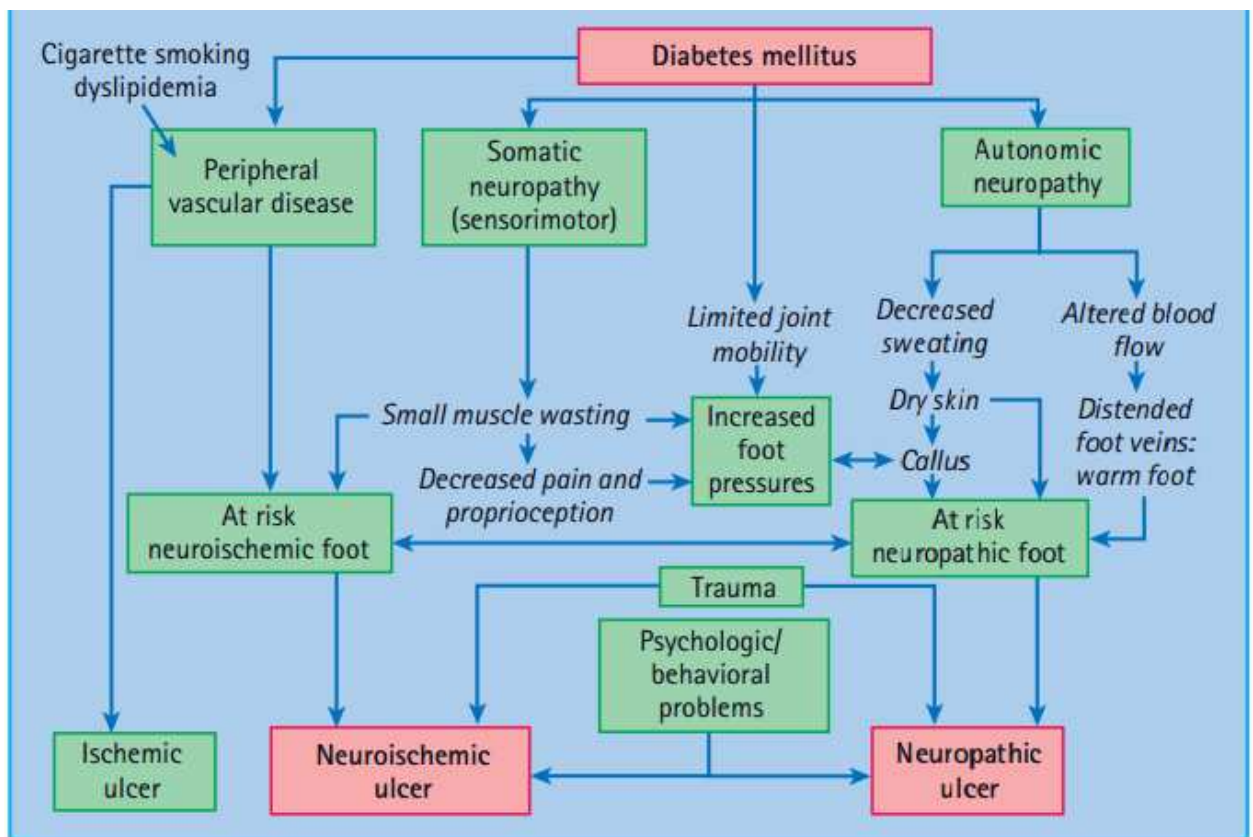 Cigarette smoking
dyslipidemia
Diabetes mellitus
Peripheral
vascular disease
Somatic
neuropathy
(sensorimotor)
Autonomic
neuropathy
Limited joint
mobility
Decreased
sweating
Altered blood
flow
Small muscle wasting
Increased
foot
pressures
Dry skin
Callus
Distended
foot veins:
warm foot
Decreased pain and
proprioception
At risk
neuroischemic foot
At risk
neuropathic foot
Trauma
Psychologic/
behavioral
problems
Ischemic
ulcer
Neuroischemic
ulcer
Neuropathic
ulcer